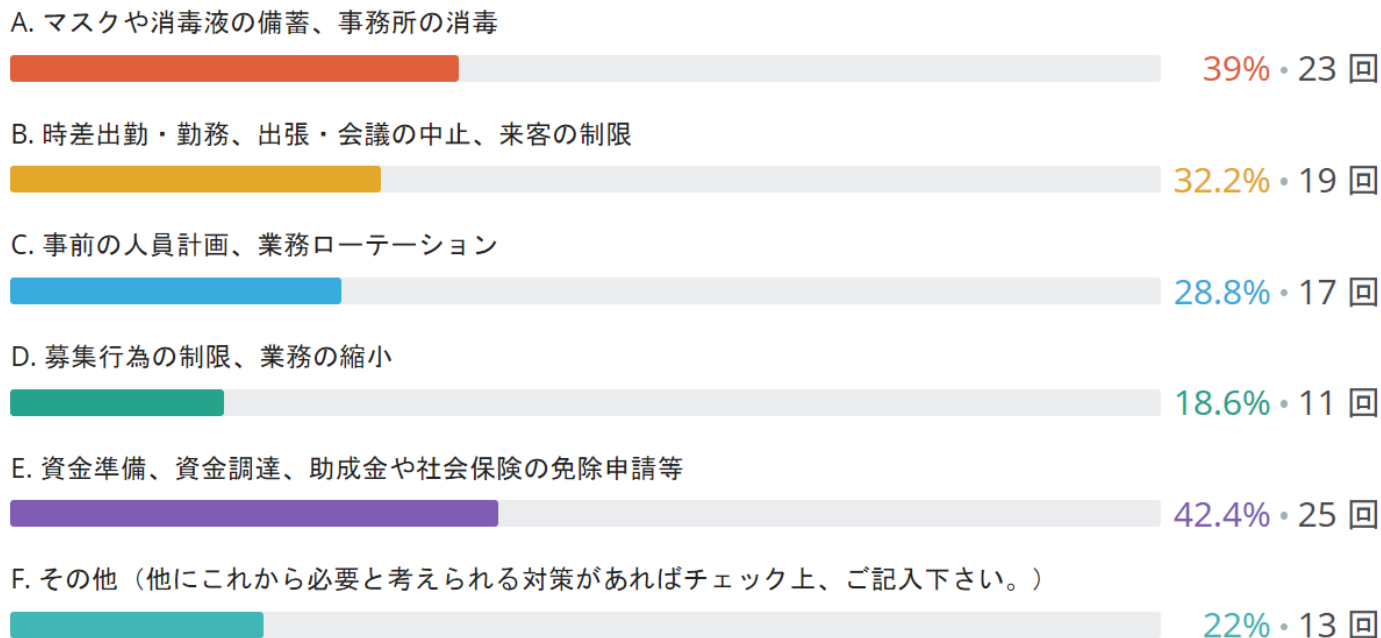 A. マスクや消毒液の備蓄、事務所の消毒
39% • 23 回
B. 時差出勤・勤務、出張・会議の中止、来客の制限
32.2% • 19 回
C. 事前の人員計画、業務ローテーション
28.8% • 17 回
D. 募集行為の制限、業務の縮小
18.6% • 11 回
E. 資金準備、資金調達、助成金や社会保険の免除申請等
42.4% • 25 回
F. その他（他にこれから必要と考えられる対策があればチェック上、ご記入下さい。）
22% • 13 回